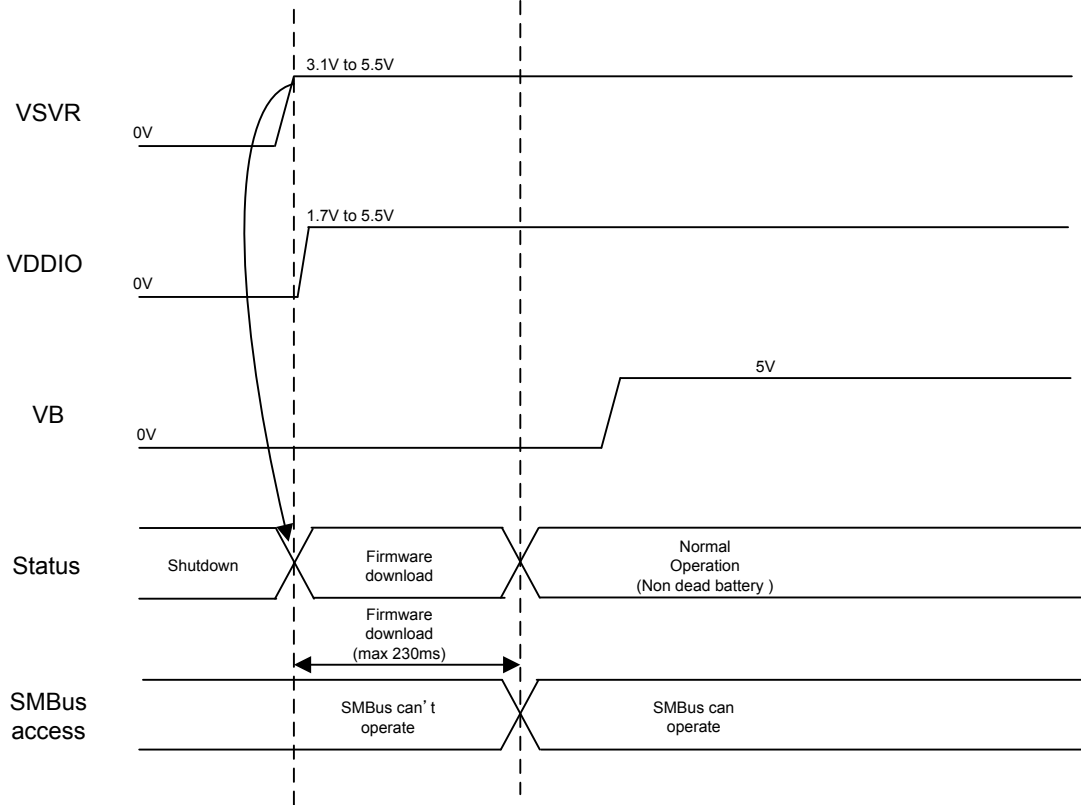 3.1V to 5.5V
VSVR
0V
1.7V to 5.5V
VDDIO
0V
5V
VB
0V
Status
Shutdown
Firmware
download
Normal
Operation
(Non dead battery )
Firmware
download
(max 230ms)
SMBus
access
SMBus can’t
operate
SMBus can
operate